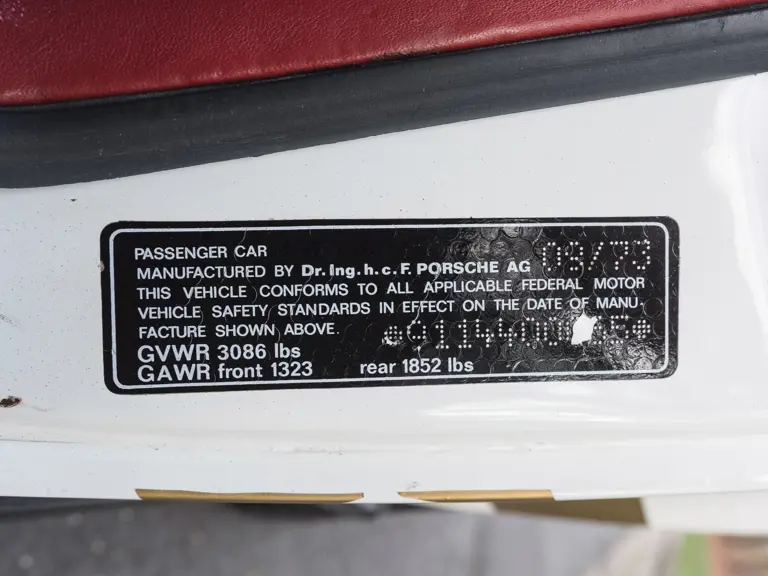 PASSENGER CAR 08/73
MANUFACTURED BY Dr.Ing.h.c.F. PORSCHE AG
THIS VEHICLE CONFORMS TO ALL APPLICABLE FEDERAL MOTOR
VEHICLE SAFETY STANDARDS IN EFFECT ON THE DATE OF MANU-
FACTURE SHOWN ABOVE.
GVWR 3086 lbs
GAWR front 1323 rear 1852 lbs